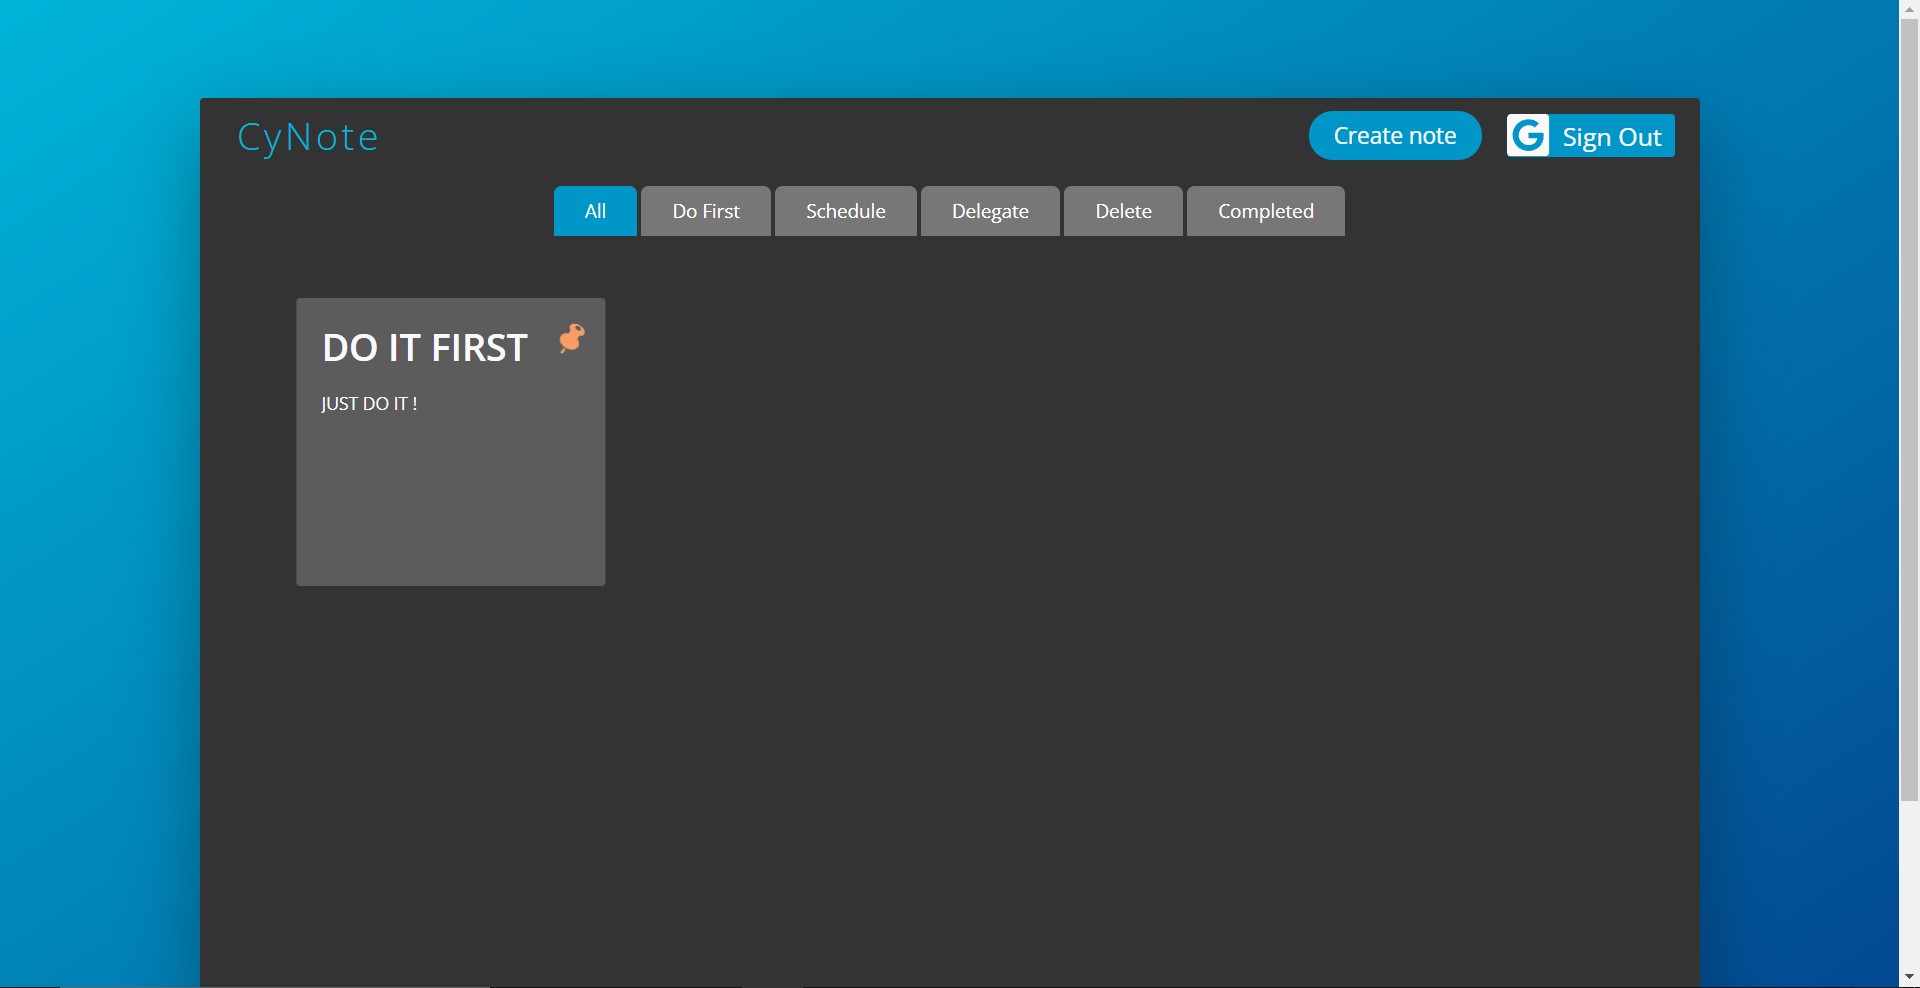 CyNote
Create note
G Sign Out
All
Do First
Schedule
Delegate
Delete
Completed
DO IT FIRST
JUST DO IT !